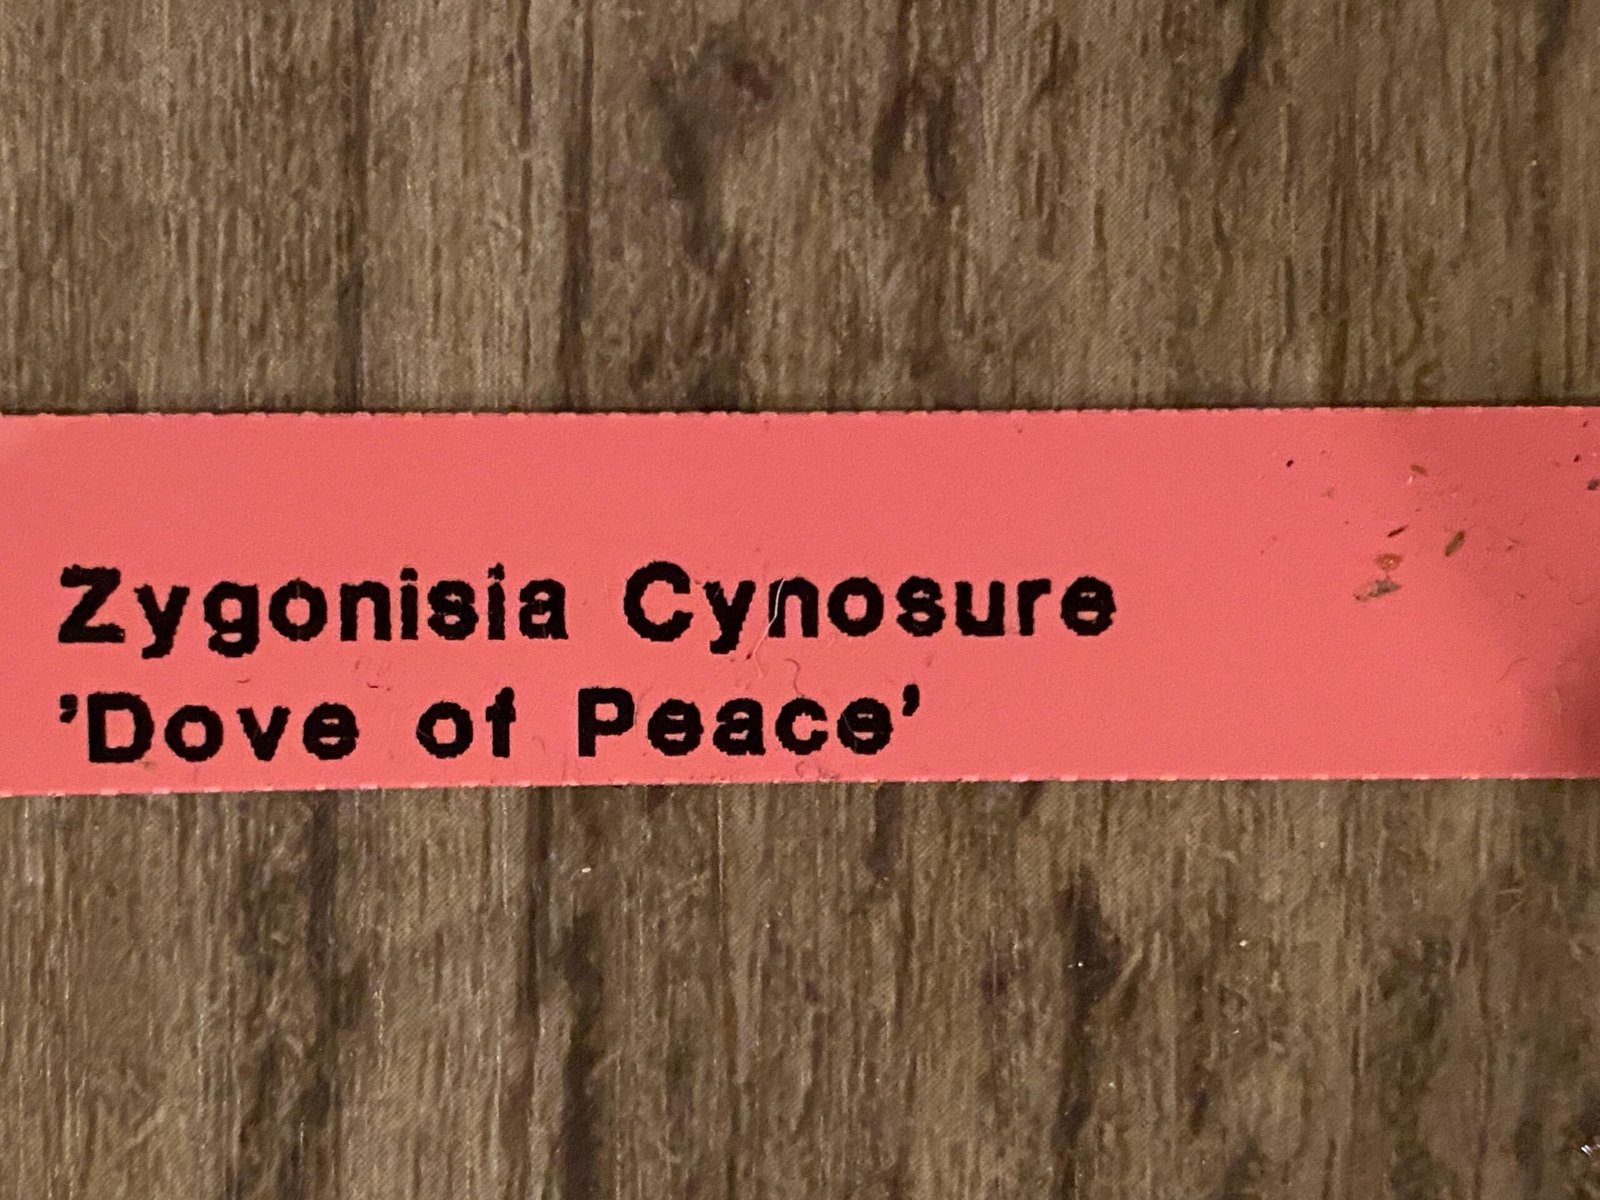 Zygonisia Cynosure
'Dove of Peace'